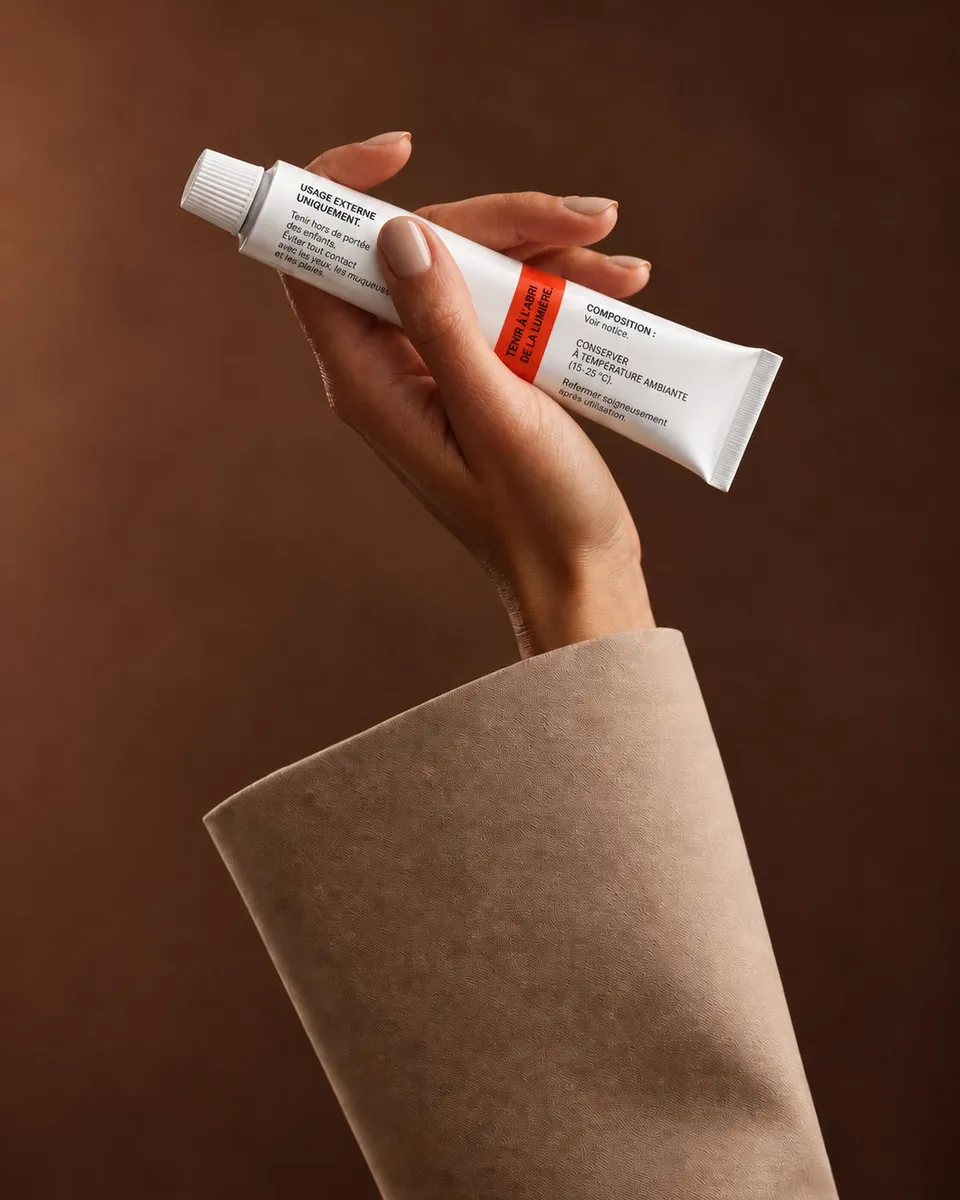 USAGE EXTERNE
UNIQUEMENT.
Tenir hors de portée
des enfants.
Éviter tout contact
avec les yeux, les
et les plaies.
TENIR À L'ABRI
DE LA LUMIÈRE.
COMPOSITION :
Voir notice.
CONSERVER
À TEMPÉRATURE AMBIANTE
(15-25 °C).
Refermer soigneusement
après utilisation.